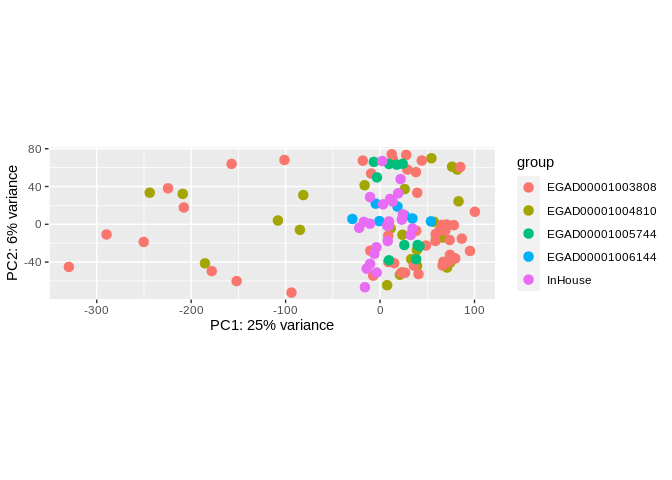 80
40
0
-40
PC2: 6% variance
-300
-200
-100
0
100
PC1: 25% variance
group
EGAD00001003808
EGAD00001004810
EGAD00001005744
EGAD00001006144
InHouse